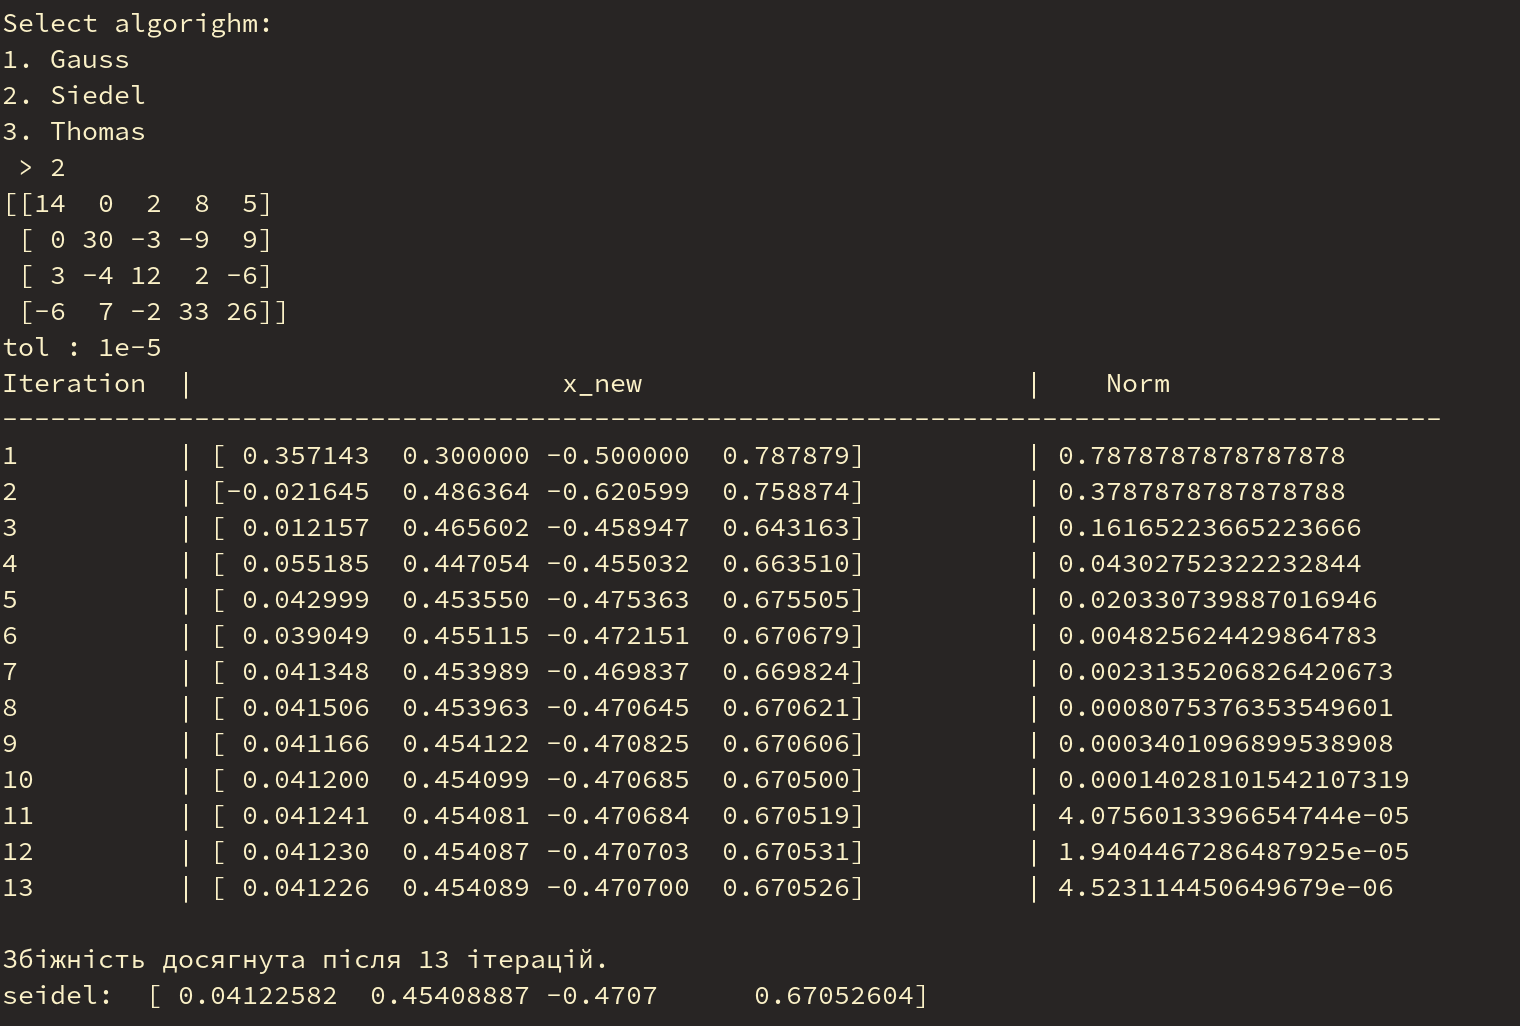 Select algorighm:
1. Gauss
2. Siedel
3. Thomas
 > 2
[[14  0  2  8  5]
 [ 0 30 -3 -9  9]
 [ 3 -4 12  2 -6]
 [-6  7 -2 33 26]]
tol : 1e-5
Iteration  |                       x_new                        |    Norm
------------------------------------------------------------------------------------------
1          | [ 0.357143  0.300000 -0.500000  0.787879]          | 0.7878787878787878
2          | [-0.021645  0.486364 -0.620599  0.758874]          | 0.3787878787878788
3          | [ 0.012157  0.465602 -0.458947  0.643163]          | 0.16165223665223666
4          | [ 0.055185  0.447054 -0.455032  0.663510]          | 0.04302752322232844
5          | [ 0.042999  0.453550 -0.475363  0.675505]          | 0.020330739887016946
6          | [ 0.039049  0.455115 -0.472151  0.670679]          | 0.004825624429864783
7          | [ 0.041348  0.453989 -0.469837  0.669824]          | 0.0023135206826420673
8          | [ 0.041506  0.453963 -0.470645  0.670621]          | 0.0008075376353549601
9          | [ 0.041166  0.454122 -0.470825  0.670606]          | 0.0003401096899538908
10         | [ 0.041200  0.454099 -0.470685  0.670500]          | 0.00014028101542107319
11         | [ 0.041241  0.454081 -0.470684  0.670519]          | 4.0756013396654744e-05
12         | [ 0.041230  0.454087 -0.470703  0.670531]          | 1.9404467286487925e-05
13         | [ 0.041226  0.454089 -0.470700  0.670526]          | 4.523114450649679e-06
Збіжність досягнута після 13 ітерацій.
seidel:  [ 0.04122582  0.45408887 -0.4707      0.67052604]